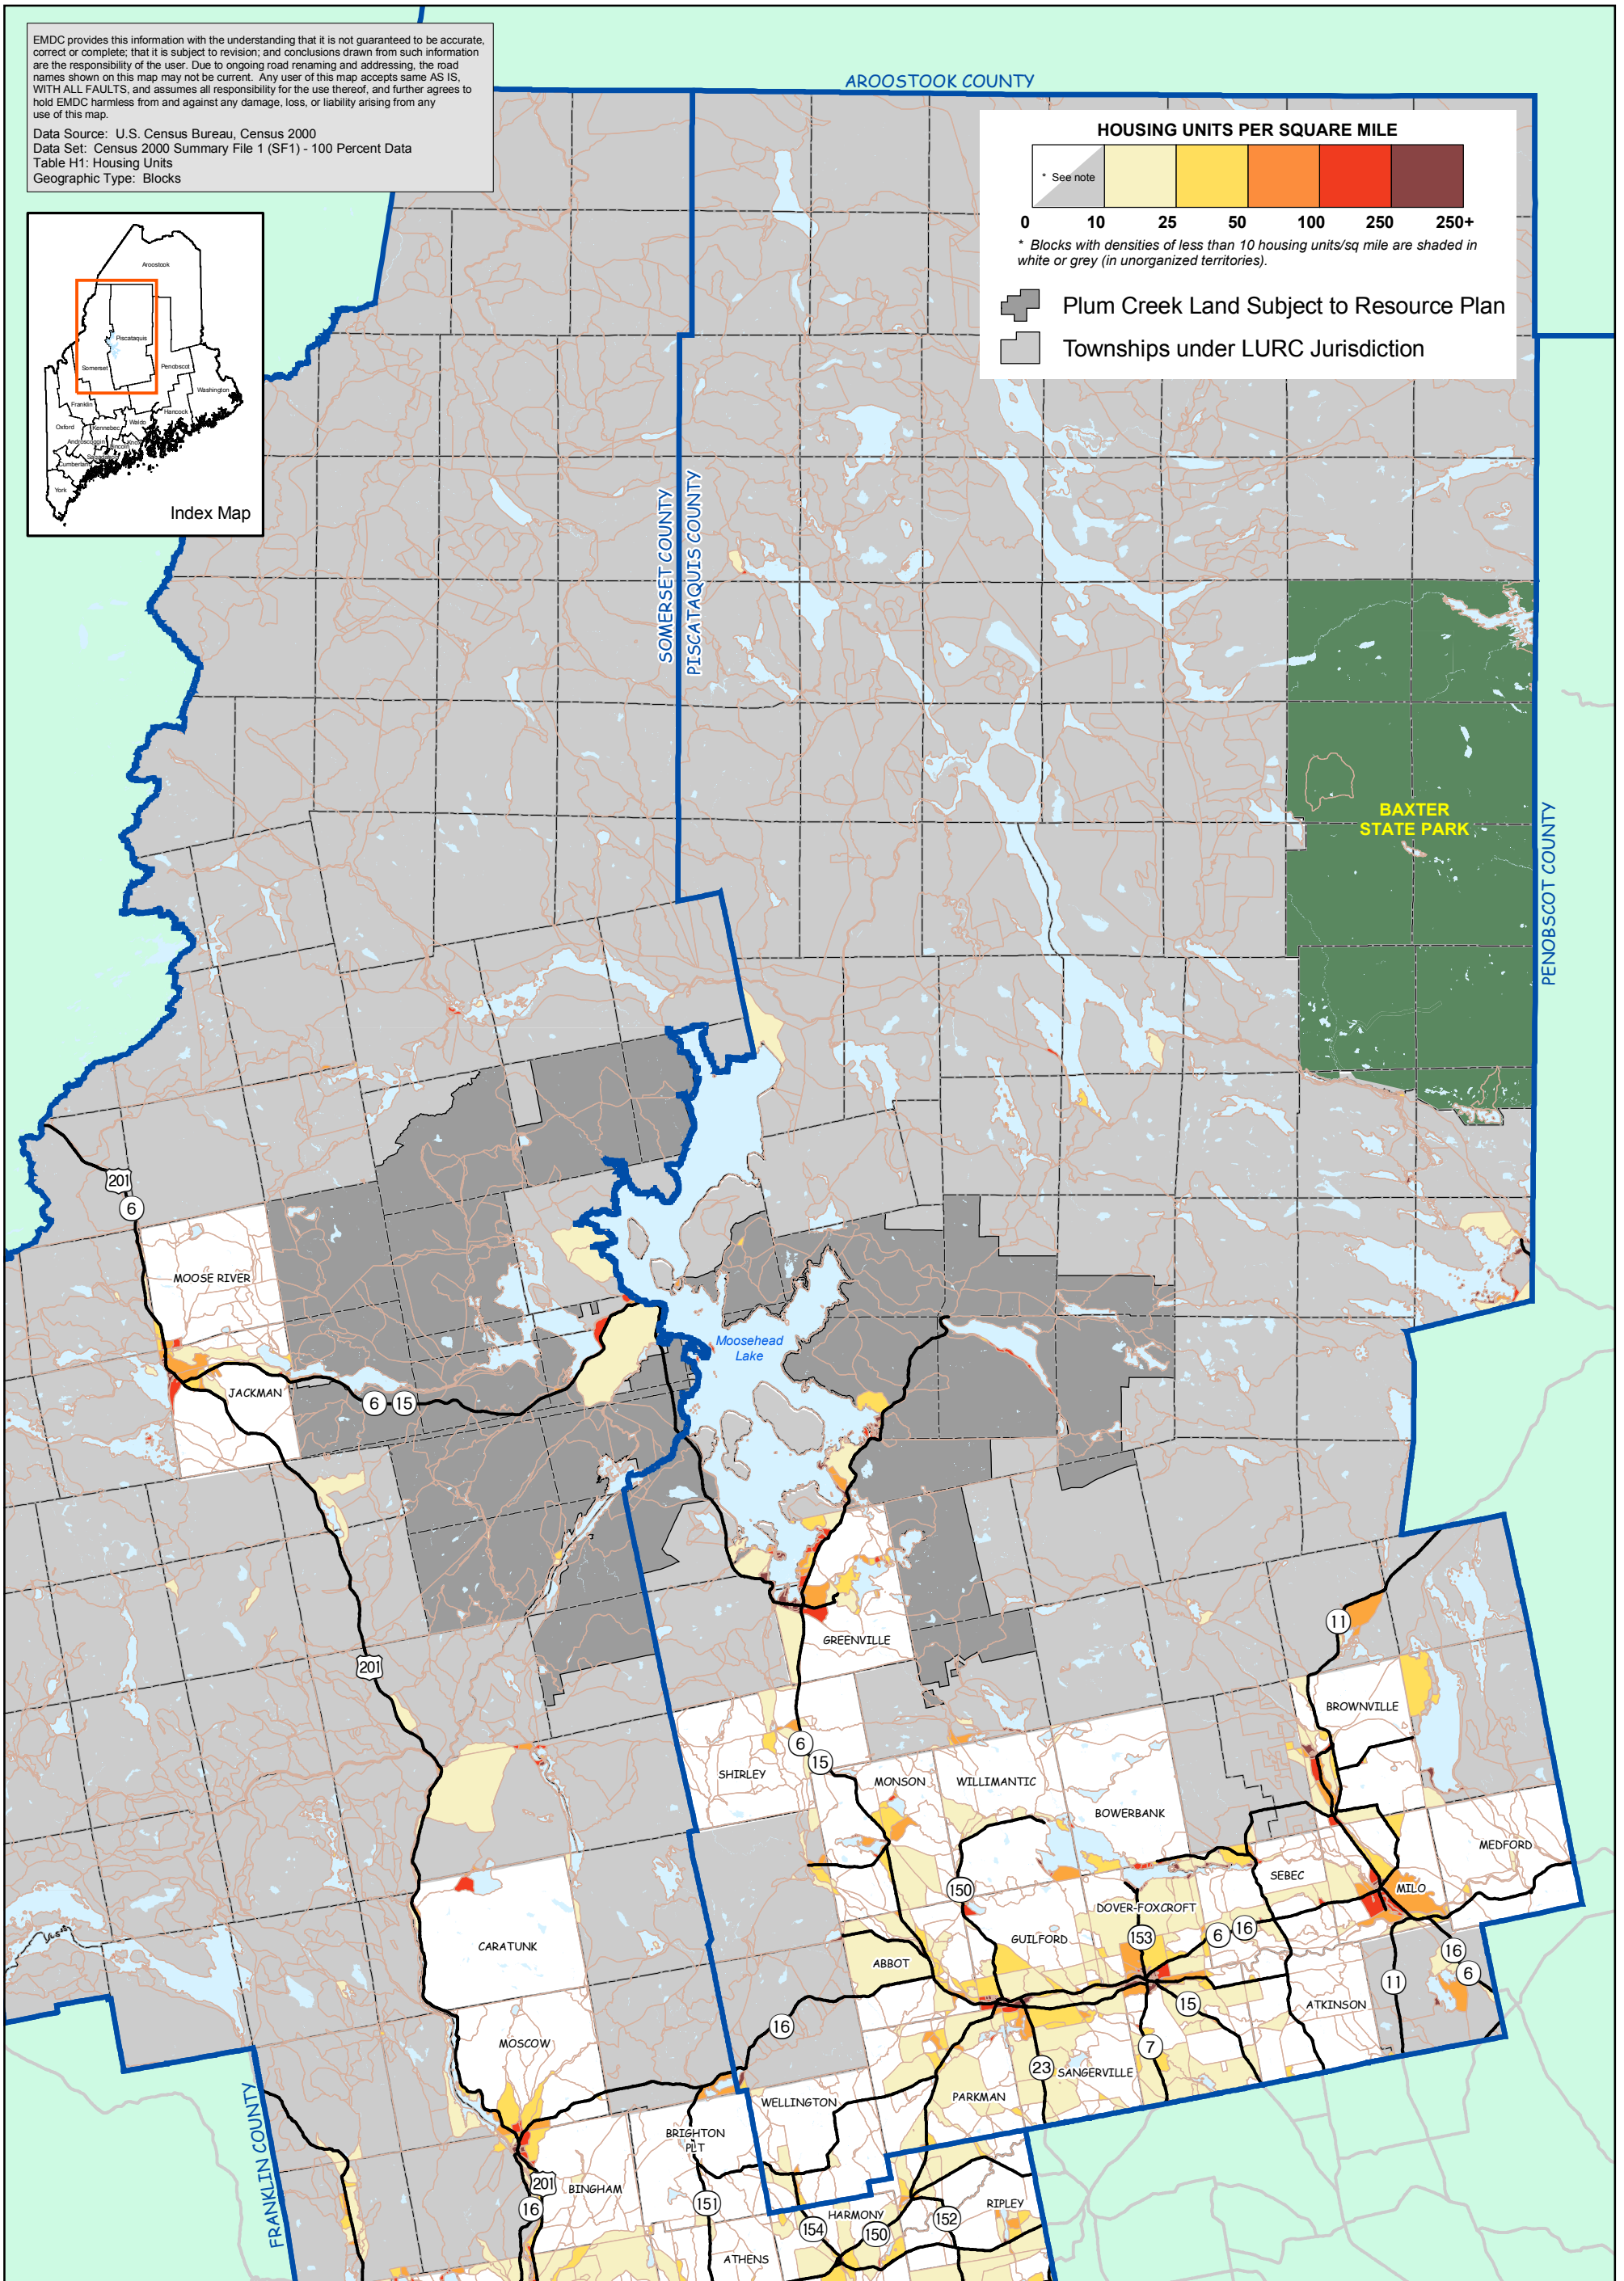 EMDC provides this information with the understanding that it is not guaranteed to be accurate,
correct or complete; that it is subject to revision; and conclusions drawn from such information
are the responsibility of the user. Due to ongoing road renaming and addressing, the road
names shown on this map may not be current. Any user of this map accepts same AS IS,
WITH ALL FAULTS, and assumes all responsibility for the use thereof, and further agrees to
hold EMDC harmless from and against any damage, loss, or liability arising from any
use of this map.
Data Source: U.S. Census Bureau, Census 2000
Data Set: Census 2000 Summary File 1 (SF1) - 100 Percent Data
Table H1: Housing Units
Geographic Type: Blocks
AROOSTOOK COUNTY
HOUSING UNITS PER SQUARE MILE
* See note
0 10 25 50 100 250 250+
* Blocks with densities of less than 10 housing units/sq mile are shaded in
white or grey (in unorganized territories).
Plum Creek Land Subject to Resource Plan
Townships under LURC Jurisdiction
Aroostook
Piscataquis
Somerset
Penobscot
Washington
Franklin
Hancock
Waldo
Oxford
Kennebec
Androscoggin
Cumberland
York
Index Map
SOMERSET COUNTY
PISCATAQUIS COUNTY
BAXTER
STATE PARK
PENOBSCOT COUNTY
201
6
MOOSE RIVER
Moosehead
Lake
JACKMAN
6 15
GREENVILLE
11
201
BROWNVILLE
6
15
SHIRLEY
MONSON
WILLIMANTIC
BOWERBANK
MEDFORD
SEBEC
MILO
150
DOVER-FOXCROFT
153
6 16
CARATUNK
GUILFORD
ABBOT
16
6
11
15
ATKINSON
16
MOSCOW
7
23
SANGERVILLE
PARKMAN
WELLINGTON
BRIGHTON
PLT
FRANKLIN COUNTY
201
16
BINGHAM
151
HARMONY
154
150
152
RIPLEY
ATHENS